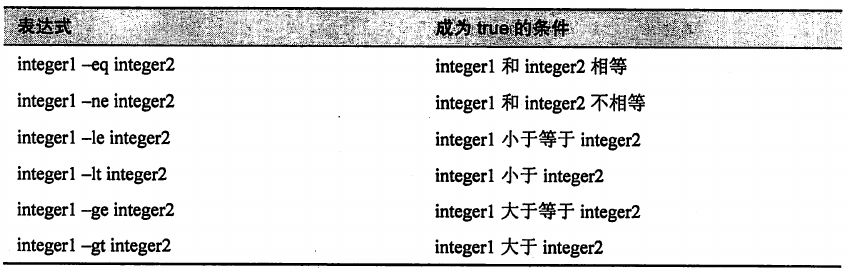 表达式 成为 true 的条件
integer1 –eq integer2 integer1 和 integer2 相等
integer1 –ne integer2 integer1 和 integer2 不相等
integer1 –le integer2 integer1 小于等于 integer2
integer1 –lt integer2 integer1 小于 integer2
integer1 –ge integer2 integer1 大于等于 integer2
integer1 –gt integer2 integer1 大于 integer2